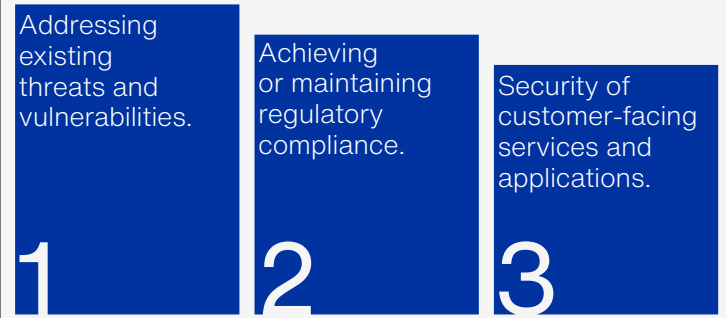 Addressing
existing
threats and
vulnerabilities.
1
Achieving
or maintaining
regulatory
compliance.
2
Security of
customer-facing
services and
applications.
3